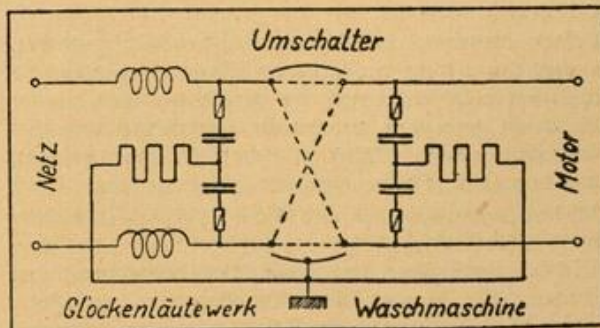 Umschalter
Netz
Motor
Glockenläutewerk
Waschmaschine